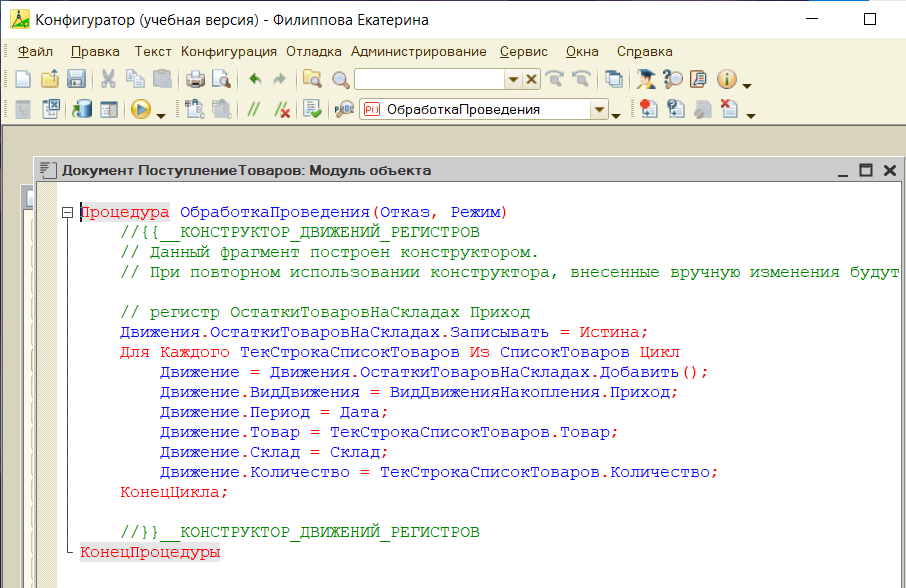 Конфигуратор (учебная версия) - Филиппова Екатерина
Файл Правка Текст Конфигурация Отладка Администрирование Сервис Окна Справка
ОбработкаПроведения
Документ ПоступлениеТоваров: Модуль объекта
Процедура ОбработкаПроведения(Отказ, Режим)
//{{__КОНСТРУКТОР_ДВИЖЕНИЙ_РЕГИСТРОВ
// Данный фрагмент построен конструктором.
// При повторном использовании конструктора, внесенные вручную изменения будут
// регистр ОстаткиТоваровНаСкладах Приход
Движения.ОстаткиТоваровНаСкладах.Записывать = Истина;
Для Каждого ТекСтрокаСписокТоваров Из СписокТоваров Цикл
Движение = Движения.ОстаткиТоваровНаСкладах.Добавить();
Движение.ВидДвижения = ВидДвиженияНакопления.Приход;
Движение.Период = Дата;
Движение.Товар = ТекСтрокаСписокТоваров.Товар;
Движение.Склад = Склад;
Движение.Количество = ТекСтрокаСписокТоваров.Количество;
КонецЦикла;
//}}__КОНСТРУКТОР_ДВИЖЕНИЙ_РЕГИСТРОВ
КонецПроцедуры